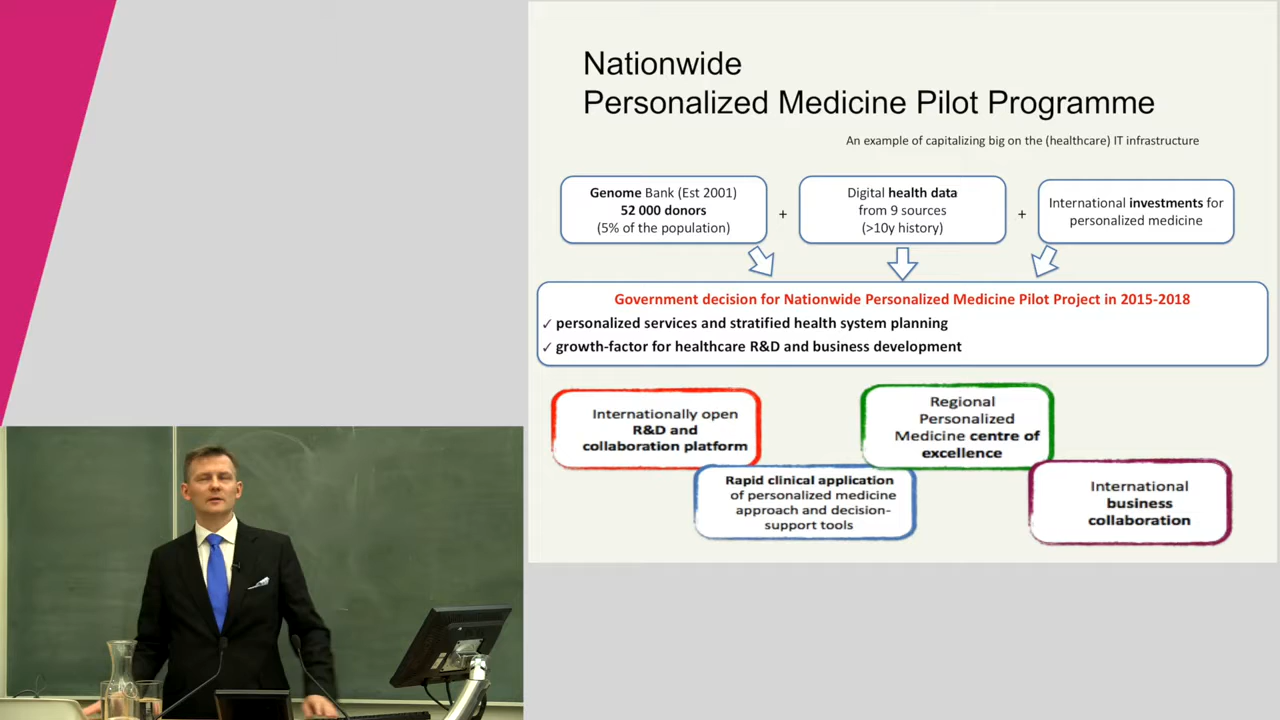 Nationwide
Personalized Medicine Pilot Programme
An example of capitalizing big on the (healthcare) IT infrastructure
Genome Bank (Est 2001)
52 000 donors
(5% of the population)
+
Digital health data
from 9 sources
(>10y history)
+
International investments for
personalized medicine
Government decision for Nationwide Personalized Medicine Pilot Project in 2015-2018
✓ personalized services and stratified health system planning
✓ growth-factor for healthcare R&D and business development
Internationally open
R&D and
collaboration platform
Rapid clinical application
of personalized medicine
approach and decision-
support tools
Regional
Personalized
Medicine centre of
excellence
International
business
collaboration